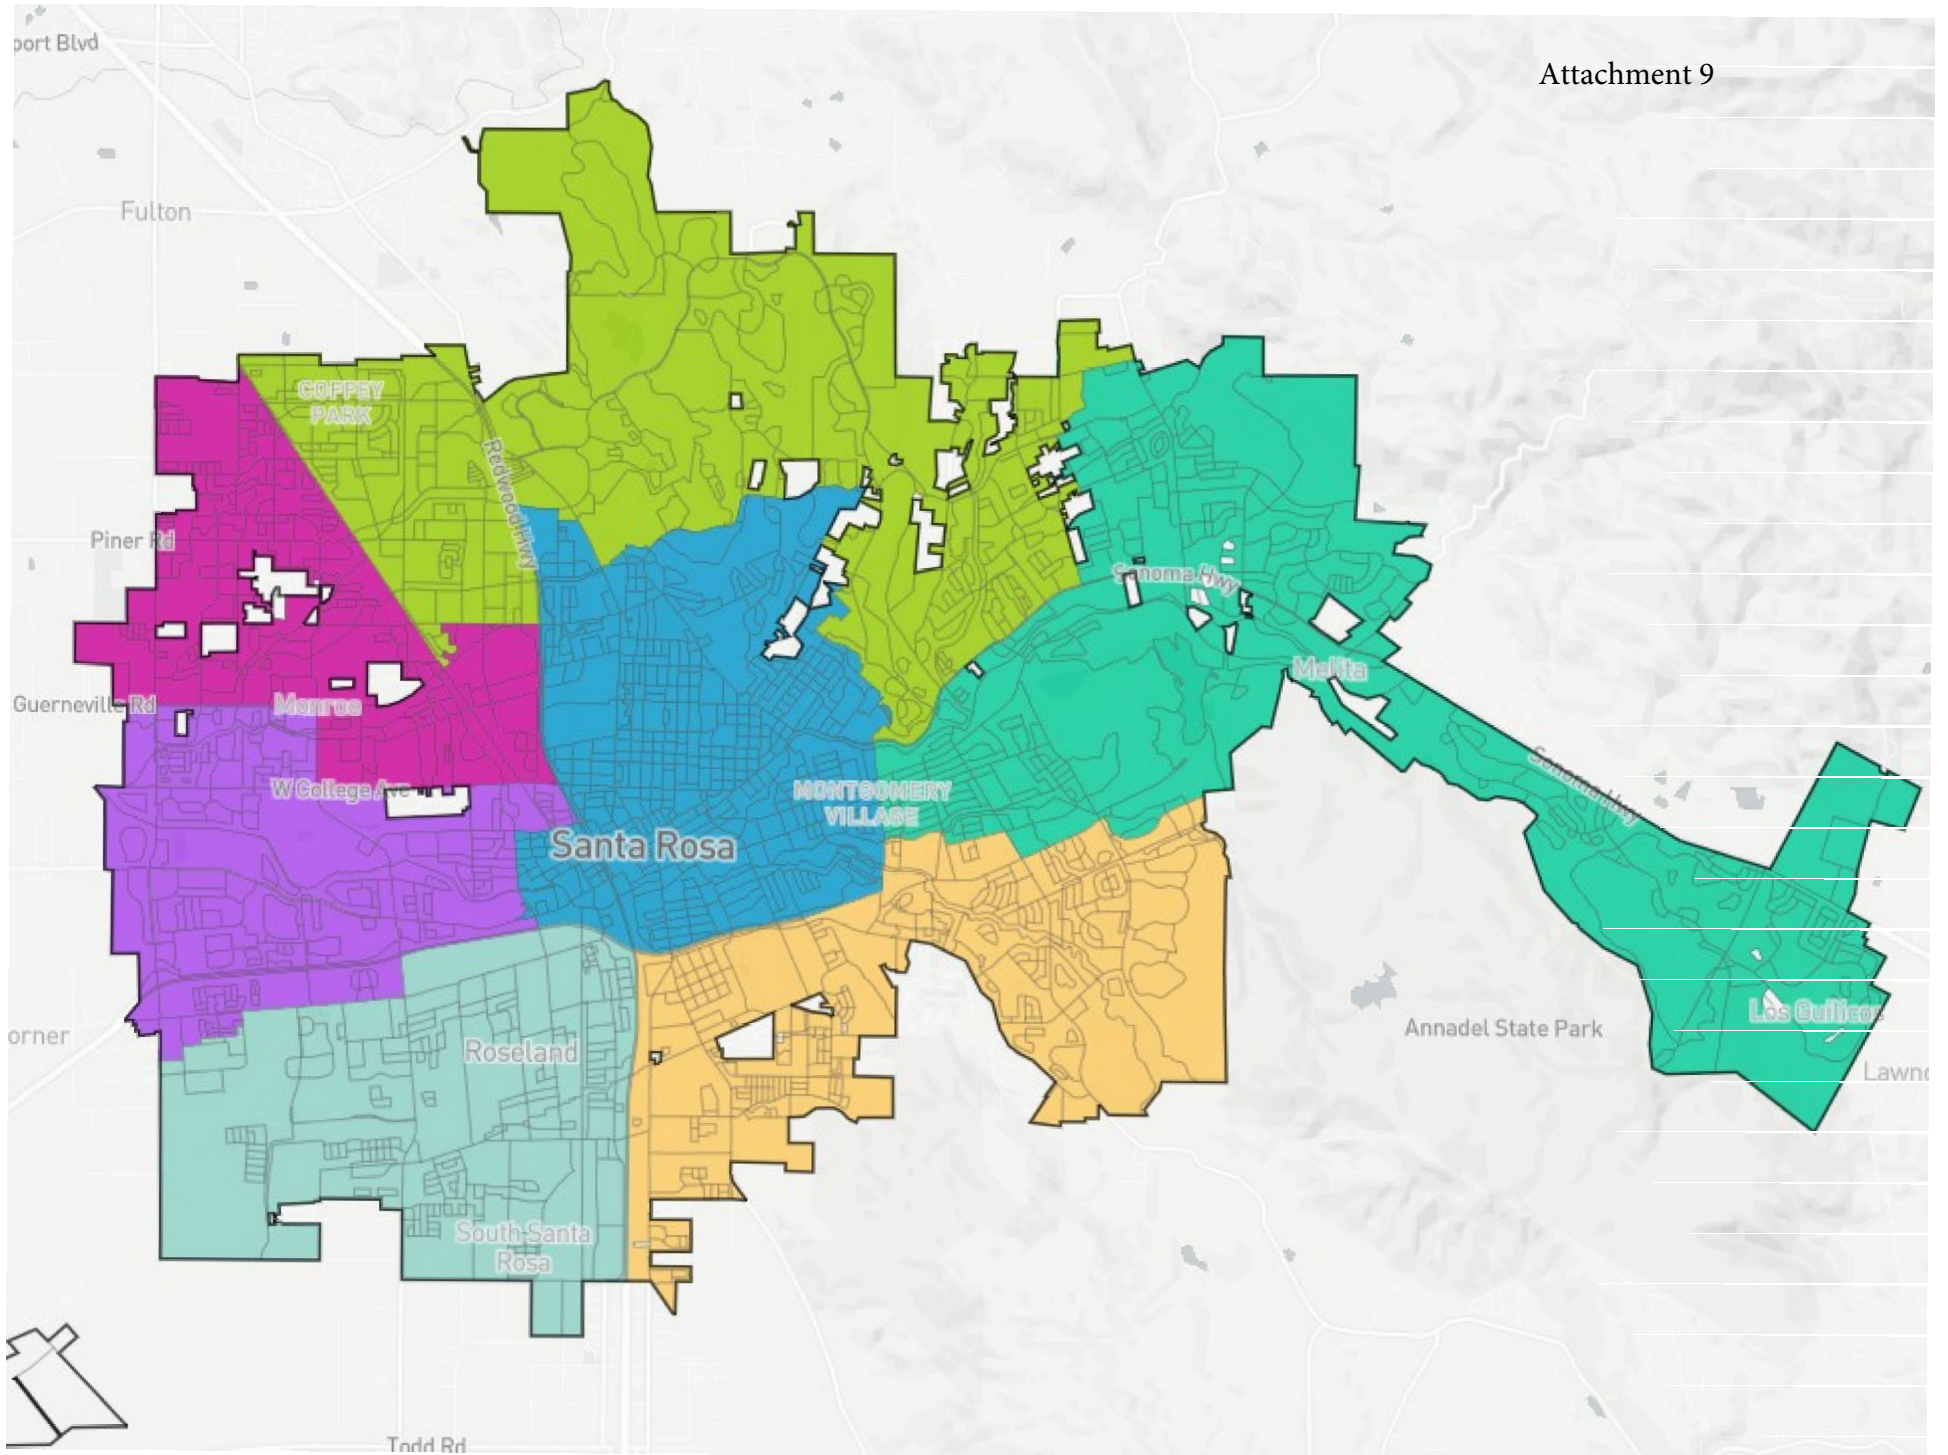 port Blvd
Attachment 9
Fulton
COFFEY
PARK
Redwood Hwy
Piner Rd
Sonoma Hwy
Melita
Guerneville Rd
Monroe
Sonoma Hwy
W College Ave
MONTGOMERY
VILLAGE
Santa Rosa
Los Guilicos
Annadel State Park
orner
Roseland
Lawnd
South Santa
Rosa
Todd Rd